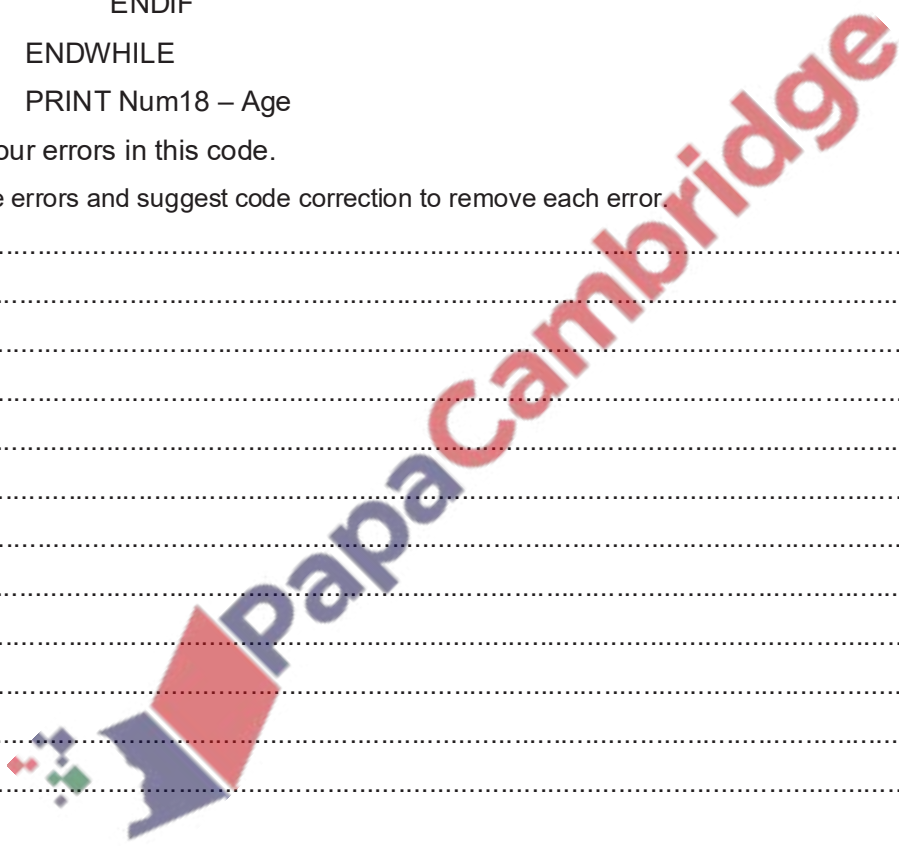 ENDIF
ENDWHILE
PRINT Num18 – Age
our errors in this code.
e errors and suggest code correction to remove each error.
PapaCambridge